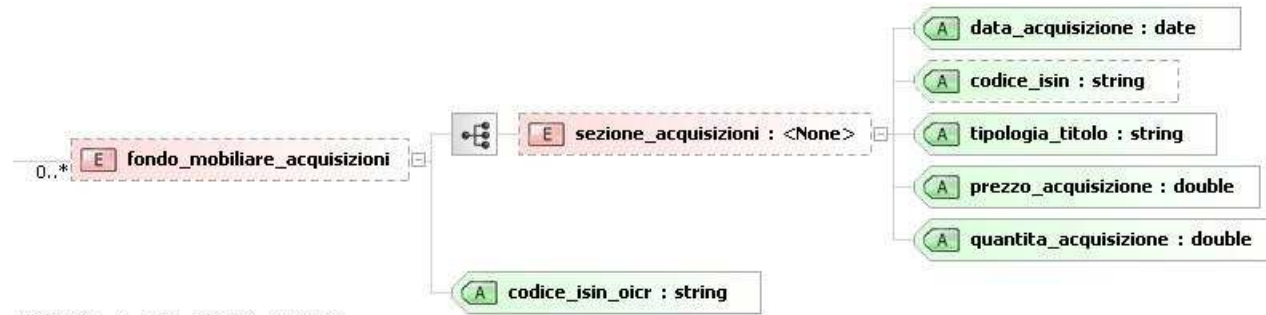 A data_acquisizione : date
A codice_isin : string
E sezione_acquisizioni : <None>
A tipologia_titolo : string
0..* E fondo_mobiliare_acquisizioni
A prezzo_acquisizione : double
A quantita_acquisizione : double
A codice_isin_oicr : string